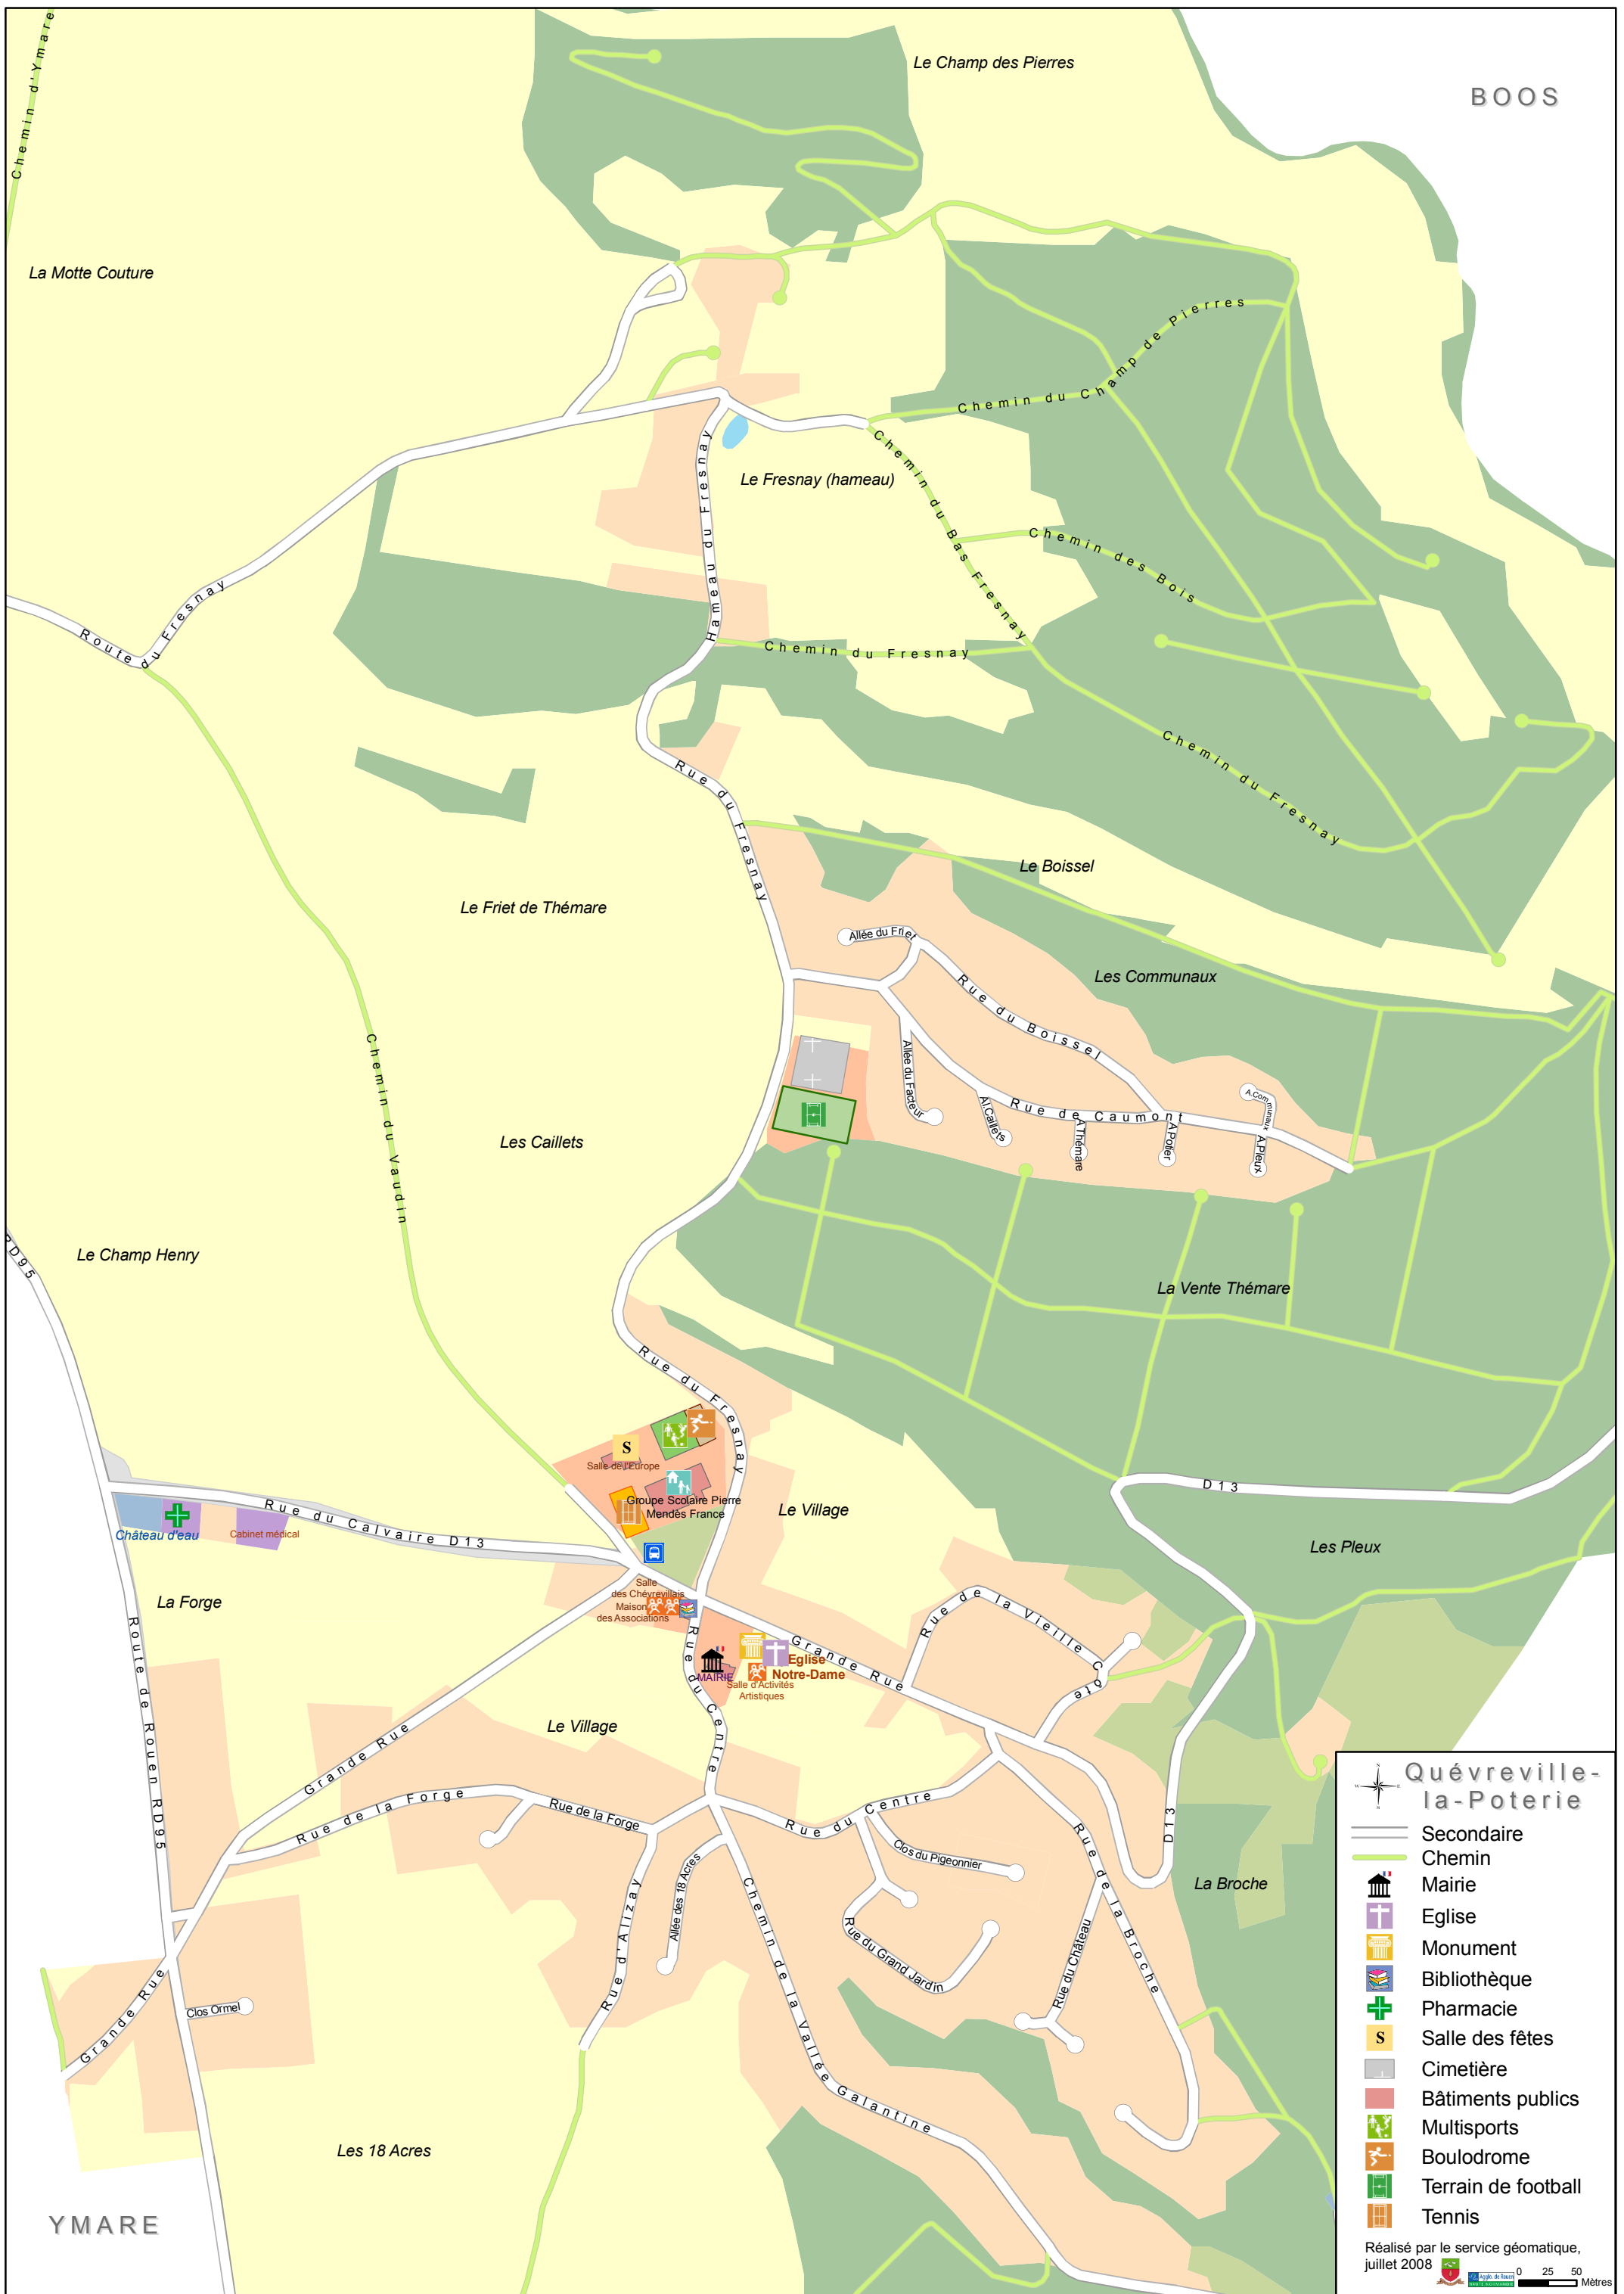 Chemin d'Ymare
Le Champ des Pierres
BOOS
La Motte Couture
Chemin du Champ de Pierres
Chemin du Bas Fresnay
Le Fresnay (hameau)
Hameau du Fresnay
Chemin des Bois
Route du Fresnay
Chemin du Fresnay
Chemin du Fresnay
Rue du Fresnay
Le Boissel
Le Friet de Thémare
Allée du Friet
Les Communaux
Rue du Boissel
Chemin du Vaudin
Allée du Facteur
Al.Caillets
Rue de Caumont
A.Communaux
A Thémare
A Potier
A Pleux
Les Caillets
Le Champ Henry
RD95
La Vente Thémare
Rue du Fresnay
S
Salle de l'Europe
Groupe Scolaire Pierre
Mendès France
Le Village
D13
Château d'eau
Cabinet médical
Rue du Calvaire D13
Les Pleux
La Forge
Salle
des Chévrevillais
Maison
des Associations
Rue de la Vieille Côte
Grande Rue
MAIRIE
Eglise
Notre-Dame
Salle d'Activités
Artistiques
Route de Rouen RD95
Rue du Centre
Le Village
Grande Rue
Rue de la Forge
Rue de la Forge
Rue du Centre
D13
Clos du Pigeonnier
Allée des 18 Acres
Rue d'Alizay
Chemin de la Vallée Galantine
Rue du Grand Jardin
Rue du Château
Rue de la Broche
La Broche
Grande Rue
Clos Ormel
Les 18 Acres
YMARE
N
W
E
S
Quévreville-
la-Poterie
Secondaire
Chemin
Mairie
Eglise
Monument
Bibliothèque
Pharmacie
S
Salle des fêtes
Cimetière
Bâtiments publics
Multisports
Boulodrome
Terrain de football
Tennis
Réalisé par le service géomatique,
juillet 2008
Agglo. de Rouen
0 25 50
Mètres